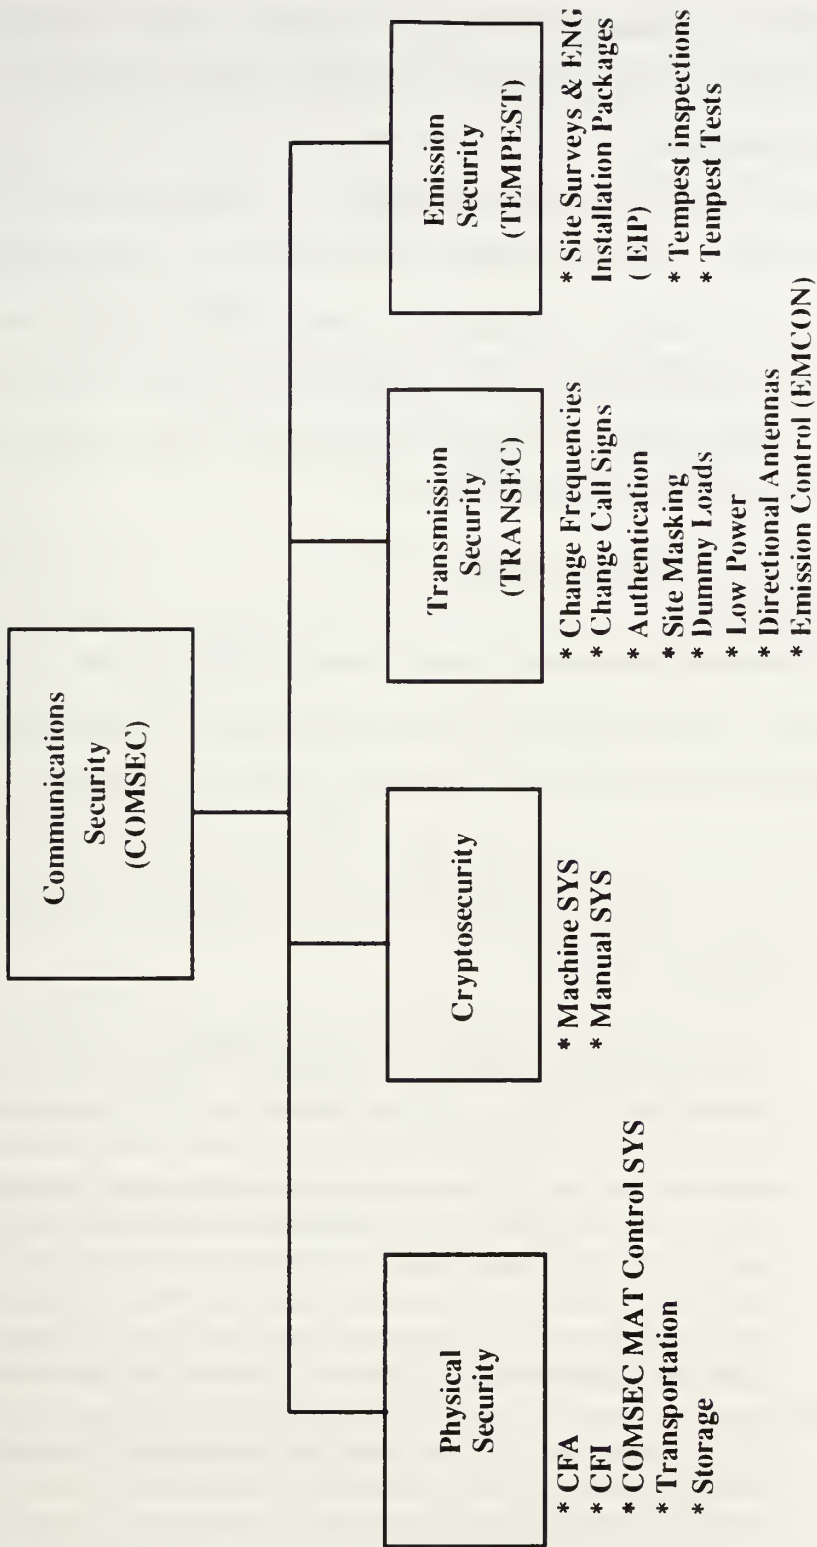 Communications
Security
(COMSEC)
Physical
Security
* CFA
* CFI
* COMSEC MAT Control SYS
* Transportation
* Storage
Cryptosecurity
* Machine SYS
* Manual SYS
Transmission
Security
(TRANSEC)
* Change Frequencies
* Change Call Signs
* Authentication
* Site Masking
* Dummy Loads
* Low Power
* Directional Antennas
* Emission Control (EMCON)
Emission
Security
(TEMPEST)
* Site Surveys & ENG
Installation Packages
( EIP)
* Tempest inspections
* Tempest Tests